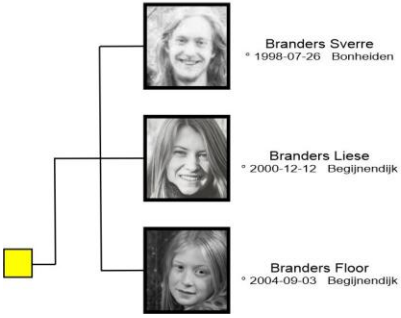 Branders Sverre
° 1998-07-26 Bonheiden
Branders Liese
° 2000-12-12 Begijnendijk
Branders Floor
° 2004-09-03 Begijnendijk